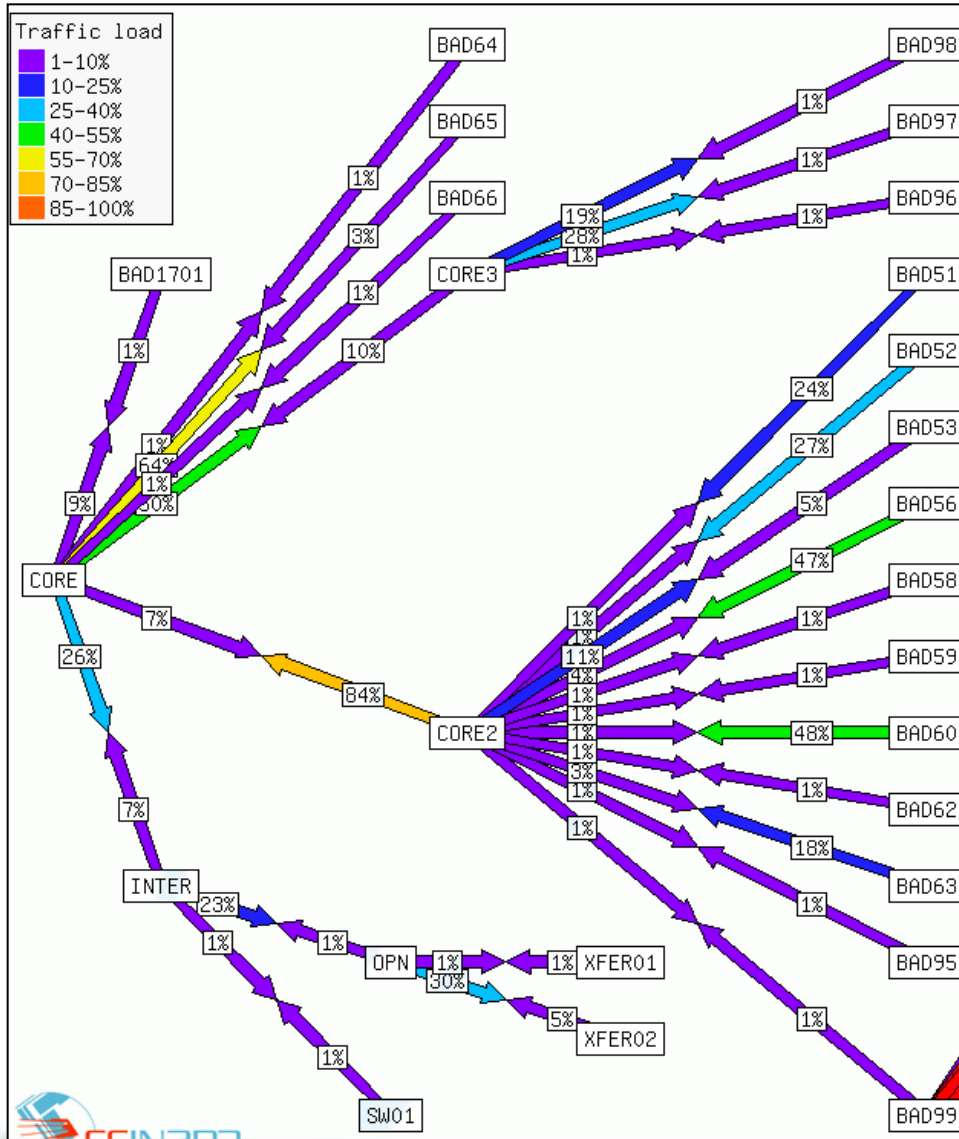 Traffic load
1-10%
10-25%
25-40%
40-55%
55-70%
70-85%
85-100%
BAD64
BAD98
1%
BAD65
BAD97
1%
1%
BAD66
BAD96
1%
19%
3%
28%
1%
BAD1701
CORE3
BAD51
1%
1%
10%
BAD52
24%
BAD53
27%
1%
64%
1%
9%
5%
BAD56
47%
CORE
BAD58
7%
1%
1%
26%
11%
BAD59
4%
1%
1%
84%
1%
CORE2
1%
48%
BAD60
1%
3%
1%
1%
BAD62
7%
1%
18%
INTER
BAD63
23%
1%
1%
1%
OPN
1%
1%
XFER01
BAD95
30%
5%
1%
XFER02
1%
SW01
BAD99